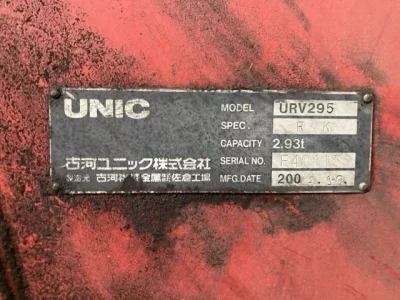 UNIC
MODEL URV295
SPEC. R K
CAPACITY 2.93t
古河ユニック株式会社
SERIAL NO.
MFG.DATE 200